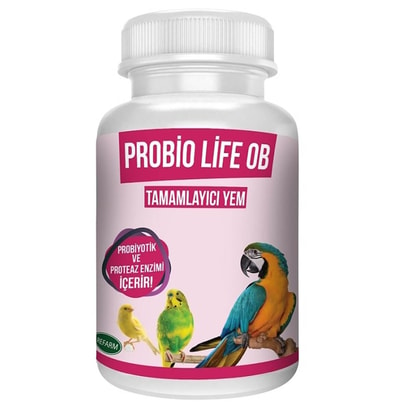 PROBİO LİFE OB
TAMAMLAYICI YEM
PROBİYOTİK
VE
PROTEAZ ENZİMİ
İÇERİR!